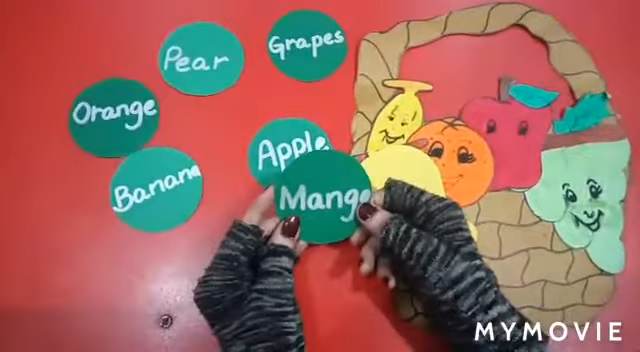 Pear
Grapes
Orange
Apple
Banana
Mango
MYMOVIE